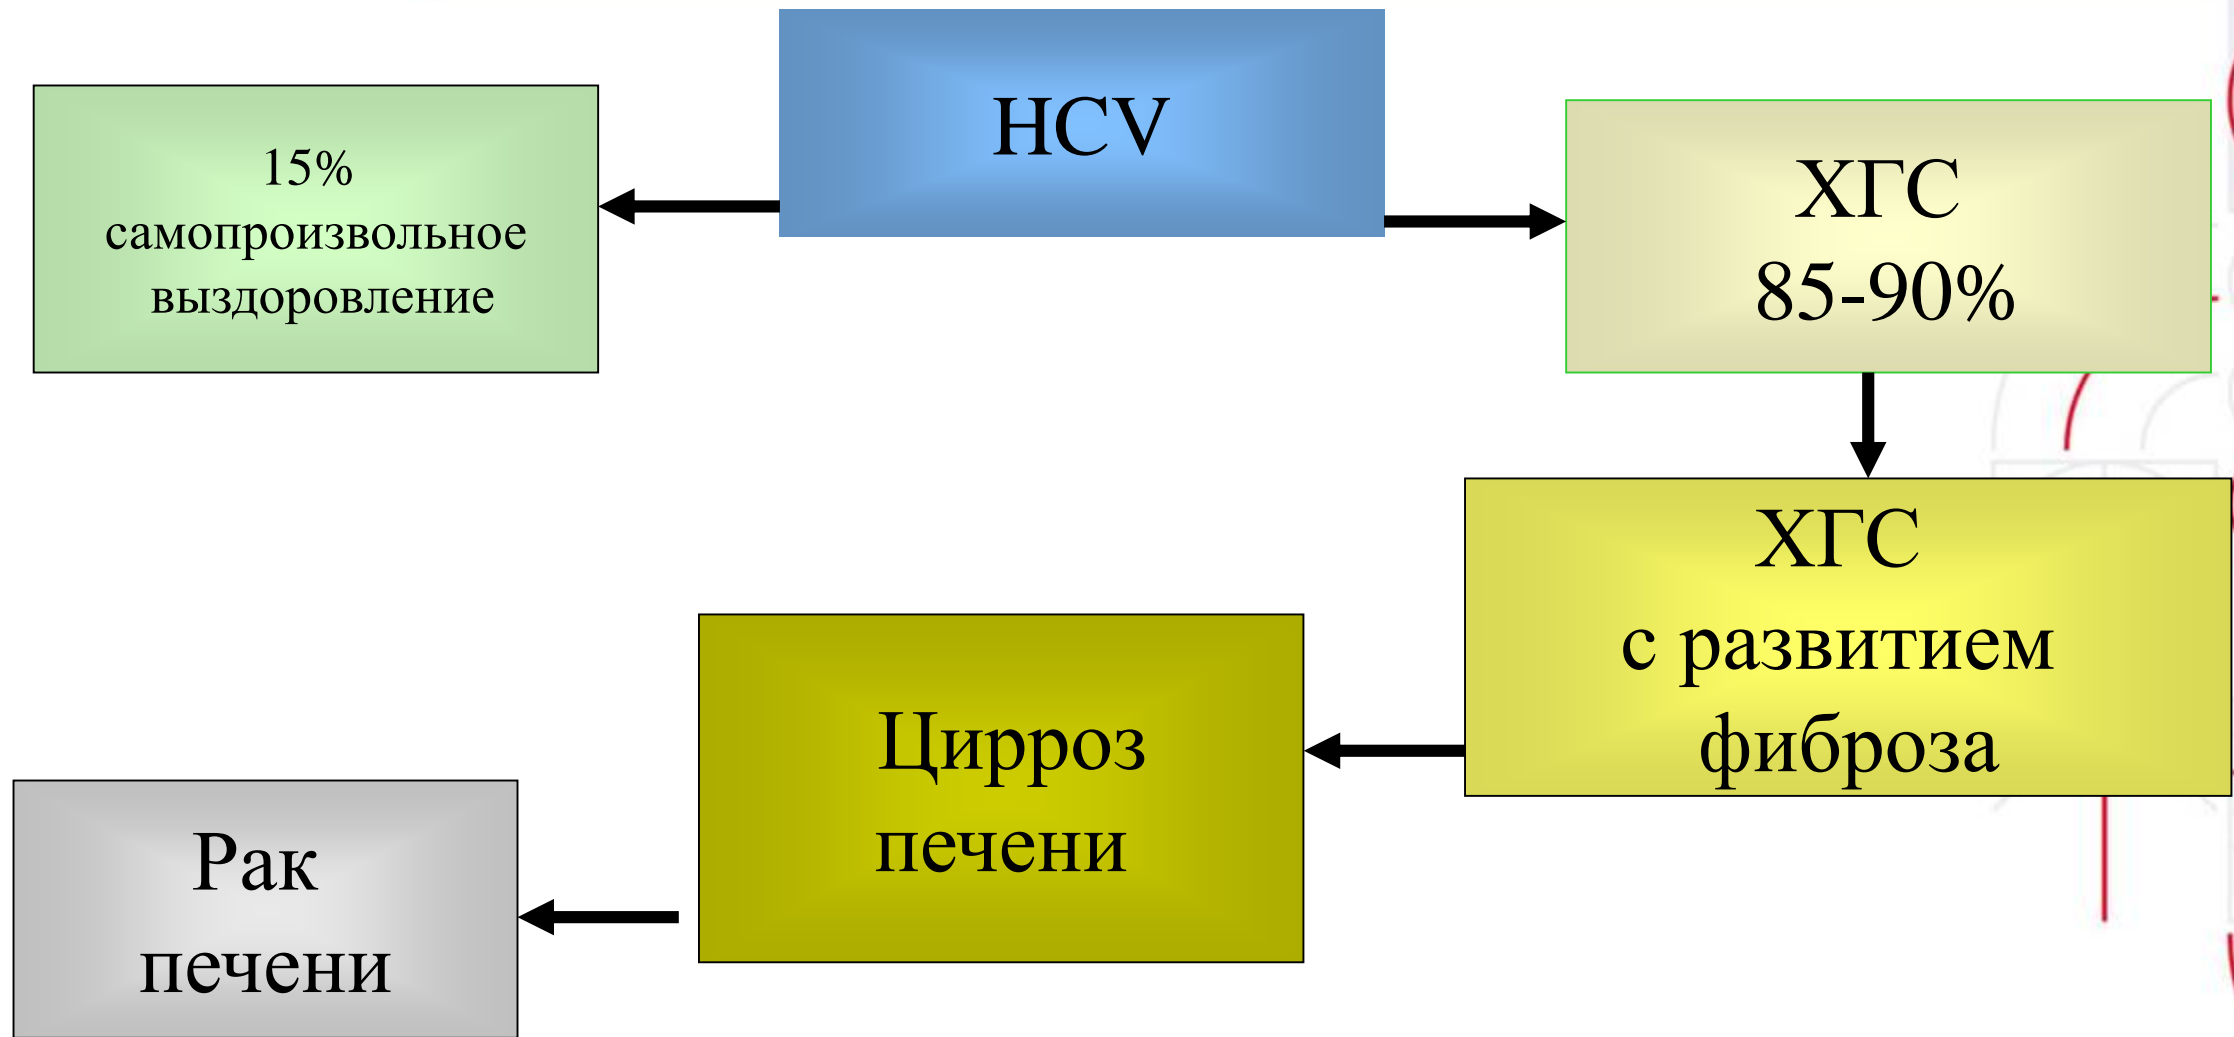 HCV
15%
самопроизвольное
выздоровление
ХГС
85-90%
ХГС
с развитием
фиброза
Цирроз
печени
Рак
печени